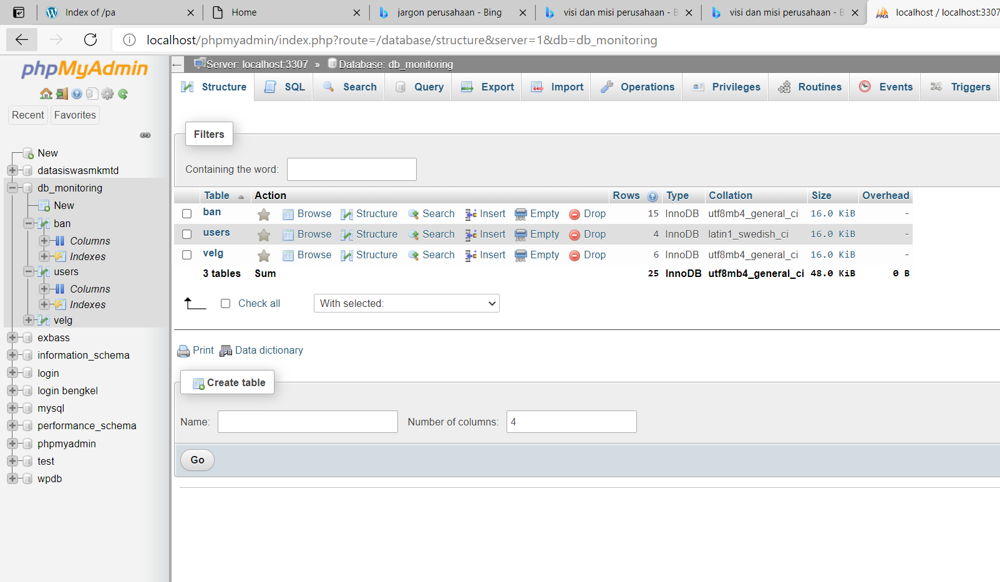 Index of /pa
Home
jargon perusahaan - Bing
visi dan misi perusahaan - B
visi dan misi perusahaan - B
PMA
localhost / localhost:3307
localhost/phpmyadmin/index.php?route=/database/structure&server=1&db=db_monitoring
phpMyAdmin
Recent Favorites
New
datasiswasmkmtd
db_monitoring
New
ban
Columns
Indexes
users
Columns
Indexes
velg
exbass
information_schema
login
login bengkel
mysql
performance_schema
phpmyadmin
test
wpdb
Server: localhost:3307 » Database: db_monitoring
Structure SQL Search Query Export Import Operations Privileges Routines Events Triggers
Filters
Containing the word:
Table Action Rows Type Collation Size Overhead
ban Browse Structure Search Insert Empty Drop 15 InnoDB utf8mb4_general_ci 16.0 KiB -
users Browse Structure Search Insert Empty Drop 4 InnoDB latin1_swedish_ci 16.0 KiB -
velg Browse Structure Search Insert Empty Drop 6 InnoDB utf8mb4_general_ci 16.0 KiB -
3 tables Sum 25 InnoDB utf8mb4_general_ci 48.0 KiB 0 B
Check all With selected:
Print Data dictionary
Create table
Name: Number of columns: 4
Go